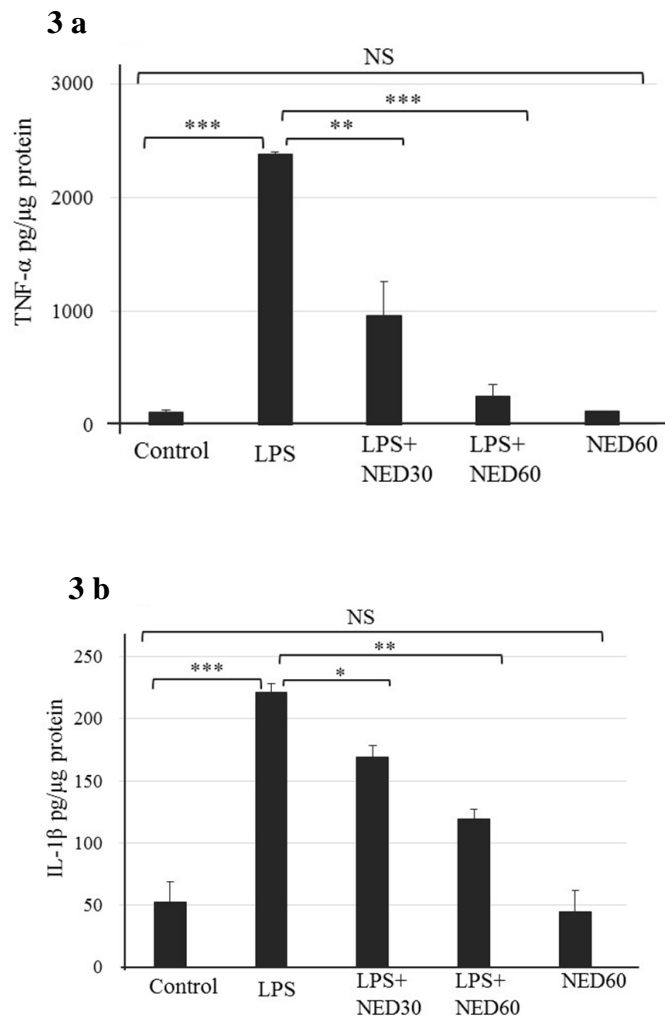 3 a
NS
3000
***
***
**
2000
TNF-α pg/μg protein
1000
0
Control
LPS
LPS+
NED30
LPS+
NED60
NED60
3 b
NS
250
**
***
*
200
150
IL-1β pg/μg protein
100
50
0
Control
LPS
LPS+
NED30
LPS+
NED60
NED60